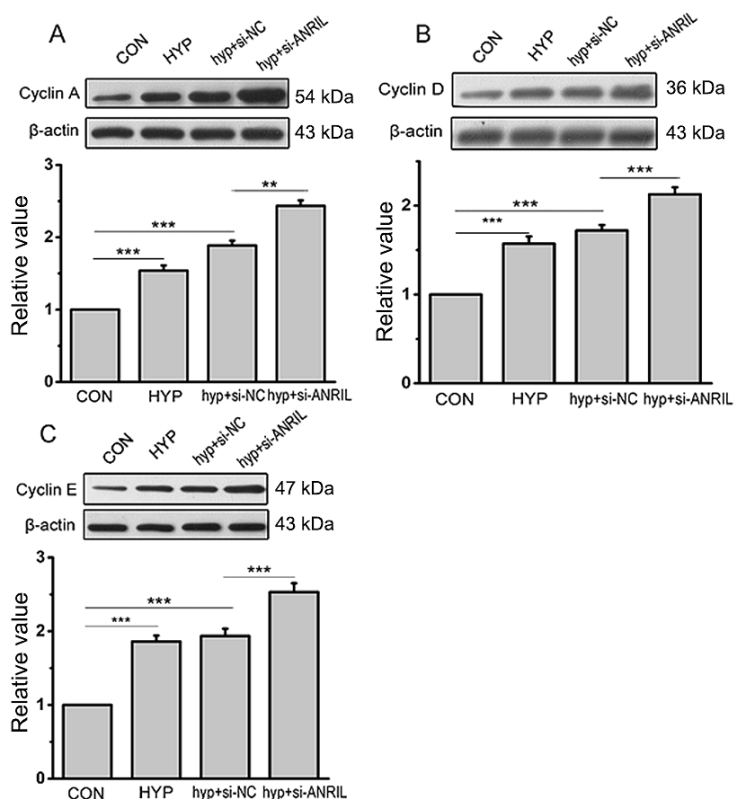 A
CON HYP hyp+si-NC hyp+si-ANRIL
Cyclin A 54 kDa
β-actin 43 kDa
3
2
1
0
Relative value
***
***
**
CON HYP hyp+si-NC hyp+si-ANRIL
B
CON HYP hyp+si-NC hyp+si-ANRIL
Cyclin D 36 kDa
β-actin 43 kDa
2
1
0
Relative value
***
***
***
CON HYP hyp+si-NC hyp+si-ANRIL
C
CON HYP hyp+si-NC hyp+si-ANRIL
Cyclin E 47 kDa
β-actin 43 kDa
3
2
1
0
Relative value
***
***
***
CON HYP hyp+si-NC hyp+si-ANRIL